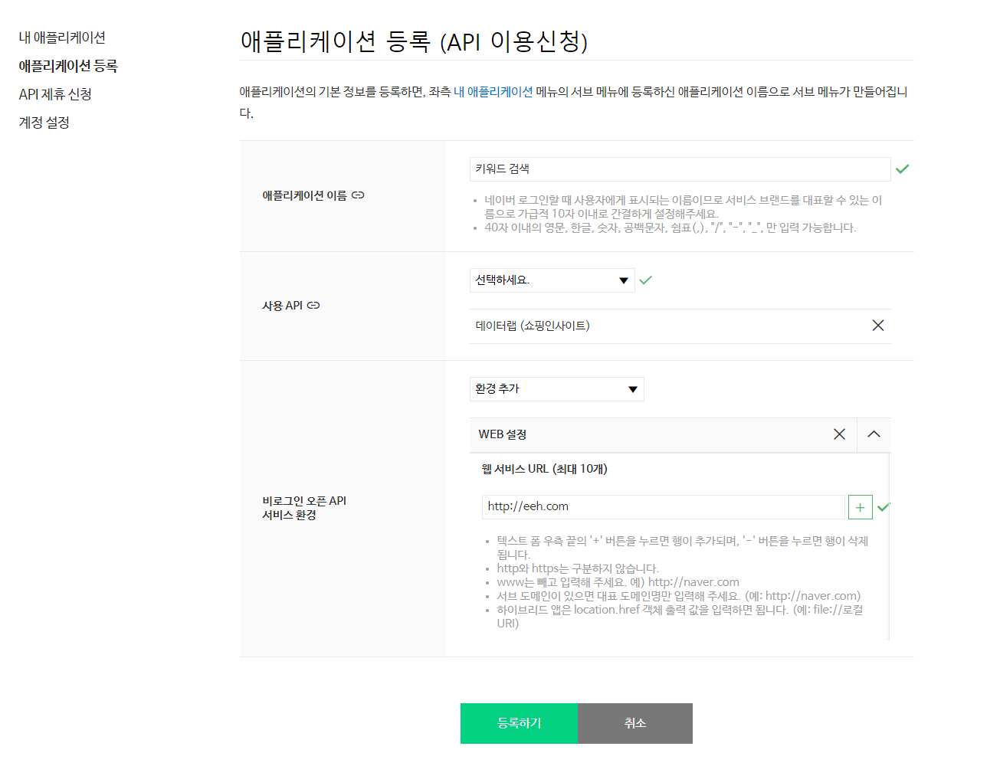 내 애플리케이션
애플리케이션 등록
API 제휴 신청
계정 설정
애플리케이션 등록 (API 이용신청)
애플리케이션의 기본 정보를 등록하면, 좌측 내 애플리케이션 메뉴의 서브 메뉴에 등록하신 애플리케이션 이름으로 서브 메뉴가 만들어집니
다.
애플리케이션 이름
키워드 검색
네이버 로그인할 때 사용자에게 표시되는 이름이므로 서비스 브랜드를 대표할 수 있는 이
름으로 가급적 10자 이내로 간결하게 설정해주세요.
40자 이내의 영문, 한글, 숫자, 공백문자, 쉼표(,), "/", "-", "_", 만 입력 가능합니다.
사용 API
선택하세요.
데이터랩 (쇼핑인사이트)
비로그인 오픈 API
서비스 환경
환경 추가
WEB 설정
웹 서비스 URL (최대 10개)
http://eeh.com
텍스트 폼 우측 끝의 '+' 버튼을 누르면 행이 추가되며, '-' 버튼을 누르면 행이 삭제
됩니다.
http와 https는 구분하지 않습니다.
www는 빼고 입력해 주세요. 예) http://naver.com
서브 도메인이 있으면 대표 도메인명만 입력해 주세요. (예: http://naver.com)
하이브리드 앱은 location.href 객체 출력 값을 입력하면 됩니다. (예: file://로컬
URI)
등록하기
취소